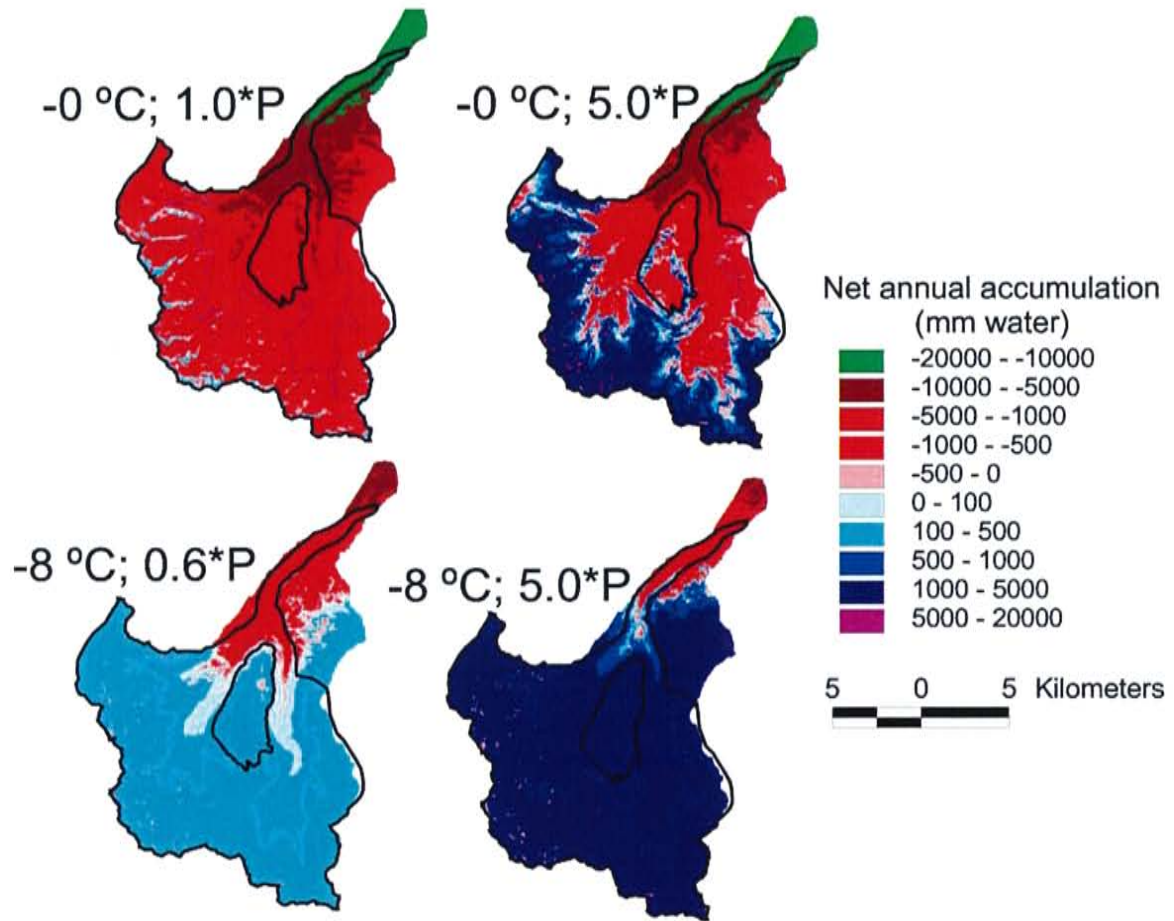 -0 ºC; 1.0*P
-0 ºC; 5.0*P
-8 ºC; 0.6*P
-8 ºC; 5.0*P
Net annual accumulation
(mm water)
-20000 - -10000
-10000 - -5000
-5000 - -1000
-1000 - -500
-500 - 0
0 - 100
100 - 500
500 - 1000
1000 - 5000
5000 - 20000
5 0 5 Kilometers